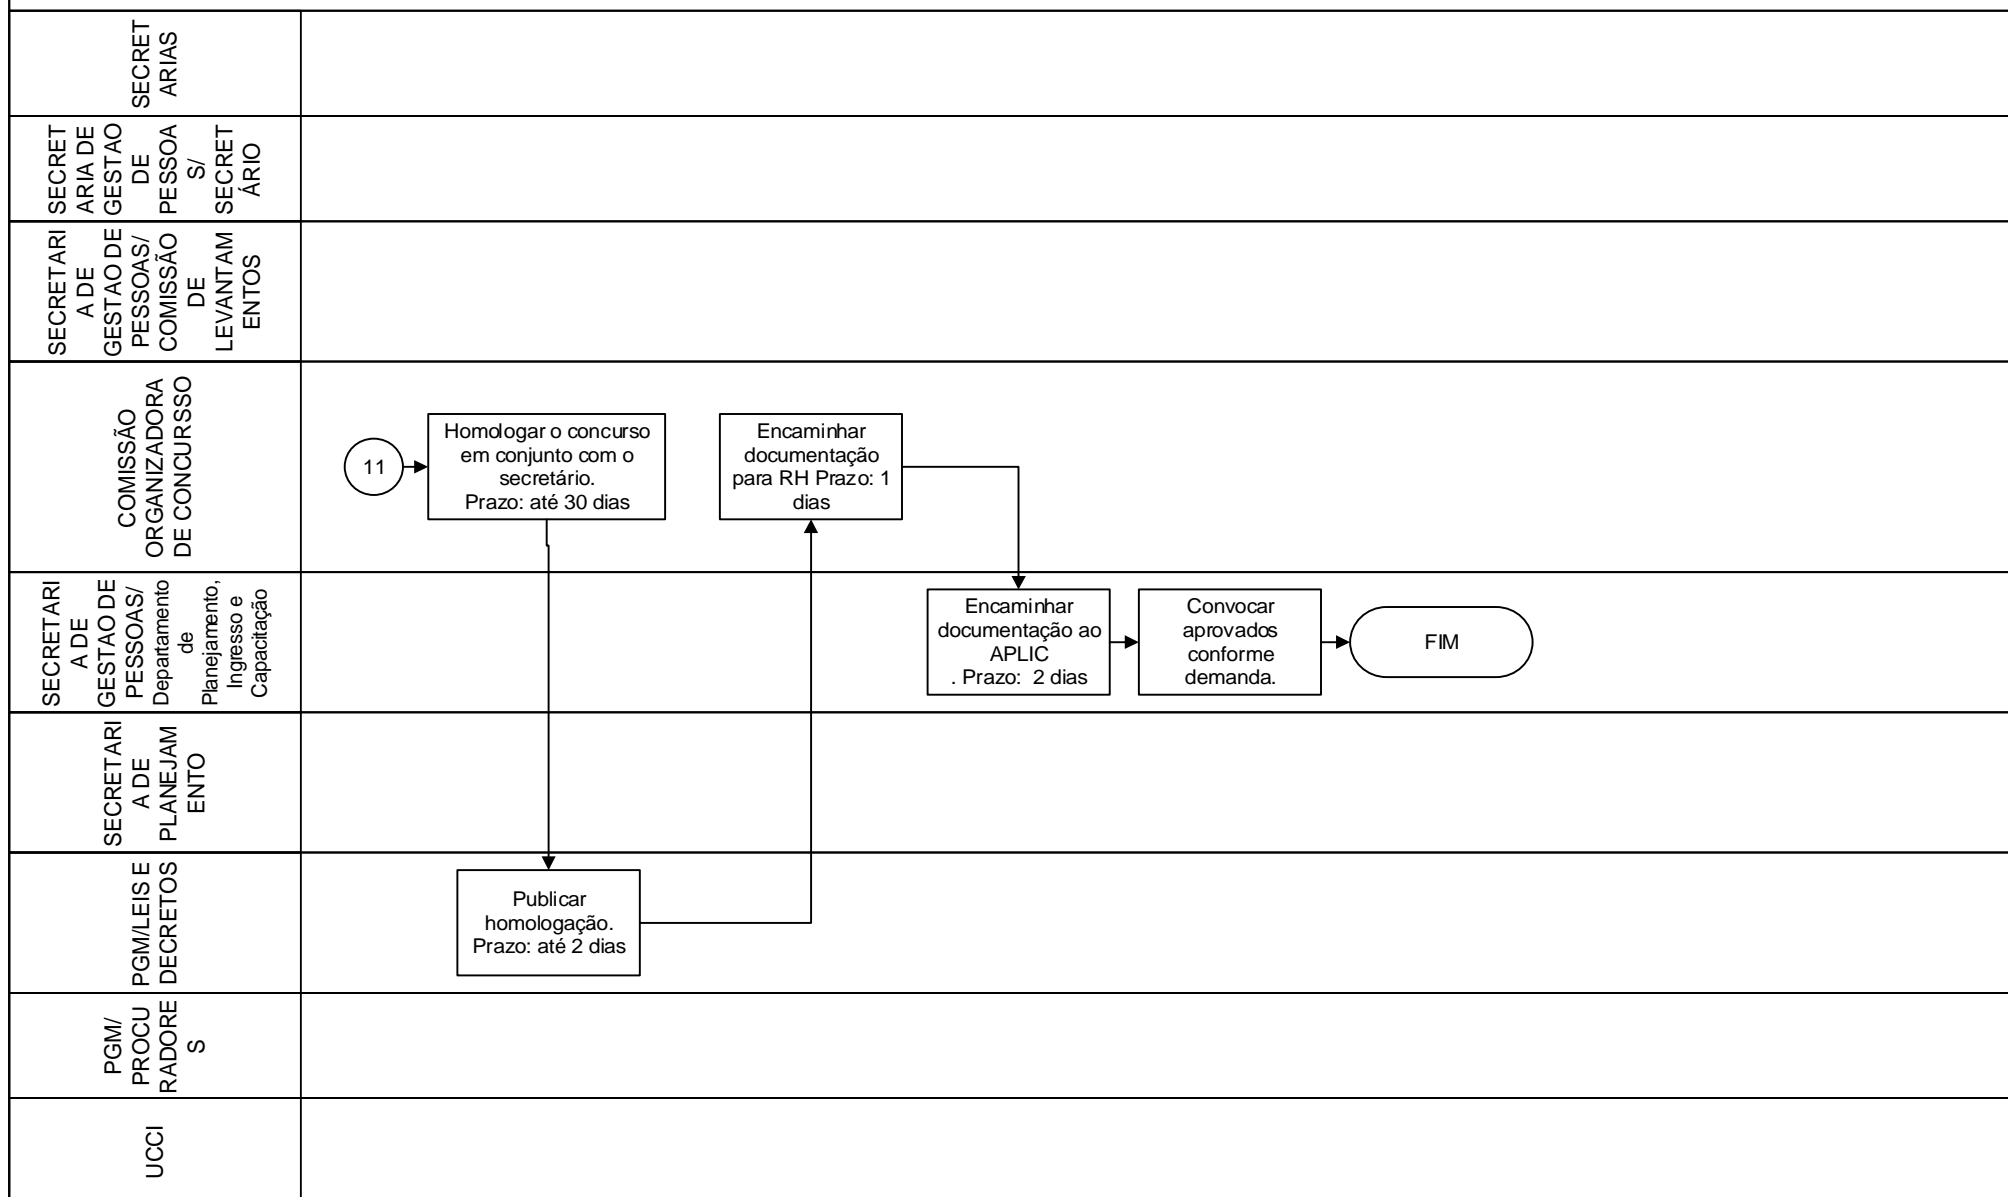 SECRET
ARIAS
SECRET
ARIA DE
GESTAO
DE
PESSOA
S/
SECRET
ÁRIO
SECRETARI
A DE
GESTAO DE
PESSOAS/
COMISSÃO
DE
LEVANTAM
ENTOS
COMISSÃO
ORGANIZADORA
DE CONCURSSO
11
Homologar o concurso
em conjunto com o
secretário.
Prazo: até 30 dias
Encaminhar
documentação
para RH Prazo: 1
dias
SECRETARI
A DE
GESTAO DE
PESSOAS/
Departamento
de
Planejamento,
Ingresso e
Capacitação
Encaminhar
documentação ao
APLIC
. Prazo:  2 dias
Convocar
aprovados
conforme
demanda.
FIM
SECRETARI
A DE
PLANEJAM
ENTO
PGM/LEIS E
DECRETOS
Publicar
homologação.
Prazo: até 2 dias
PGM/
PROCU
RADORE
S
UCCI